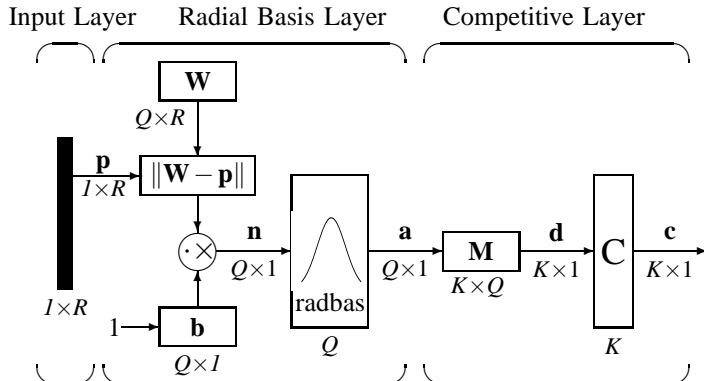 Input Layer Radial Basis Layer Competitive Layer
W
Q×R
p
1×R
||W − p||
n
Q×1
·×
radbas
Q
a
Q×1
M
K×Q
d
K×1
C
K
c
K×1
1×R
1
b
Q×1